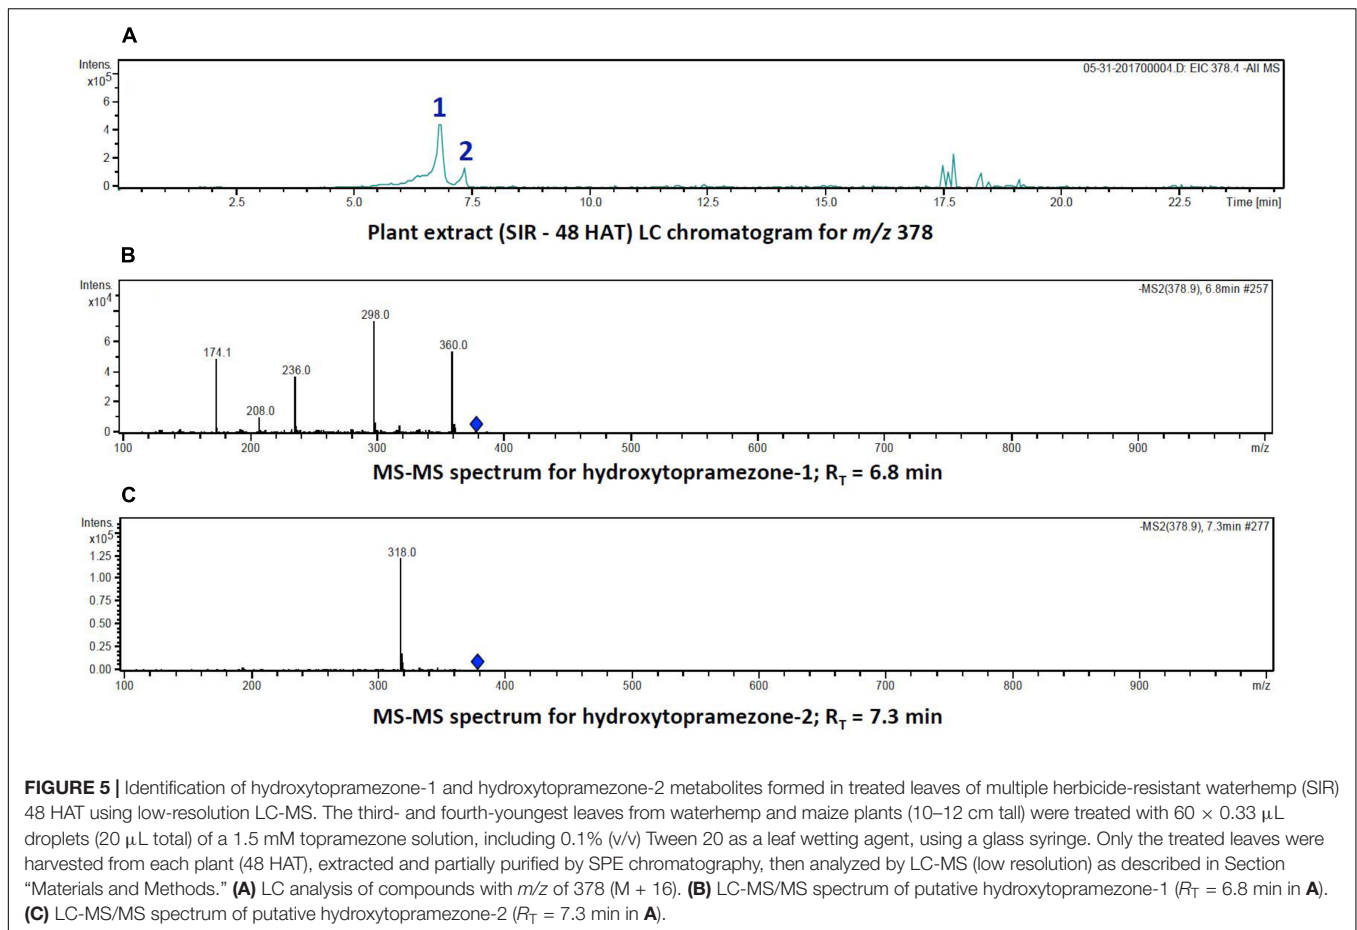 A
Intens.
x10⁵
05-31-201700004.D: EIC 378.4 -All MS
6
4
2
0
1
2
2.5 5.0 7.5 10.0 12.5 15.0 17.5 20.0 22.5 Time [min]
Plant extract (SIR - 48 HAT) LC chromatogram for m/z 378
B
Intens.
x10⁴
-MS2(378.9), 6.8min #257
6
4
2
0
174.1
208.0
236.0
298.0
360.0
100 200 300 400 500 600 700 800 900 m/z
MS-MS spectrum for hydroxytopramezone-1; R_T = 6.8 min
C
Intens.
x10⁵
-MS2(378.9), 7.3min #277
1.25
1.00
0.75
0.50
0.25
0.00
318.0
100 200 300 400 500 600 700 800 900 m/z
MS-MS spectrum for hydroxytopramezone-2; R_T = 7.3 min
FIGURE 5 | Identification of hydroxytopramezone-1 and hydroxytopramezone-2 metabolites formed in treated leaves of multiple herbicide-resistant waterhemp (SIR)
48 HAT using low-resolution LC-MS. The third- and fourth-youngest leaves from waterhemp and maize plants (10–12 cm tall) were treated with 60 × 0.33 μL
droplets (20 μL total) of a 1.5 mM topramezone solution, including 0.1% (v/v) Tween 20 as a leaf wetting agent, using a glass syringe. Only the treated leaves were
harvested from each plant (48 HAT), extracted and partially purified by SPE chromatography, then analyzed by LC-MS (low resolution) as described in Section
“Materials and Methods.” (A) LC analysis of compounds with m/z of 378 (M + 16). (B) LC-MS/MS spectrum of putative hydroxytopramezone-1 (R_T = 6.8 min in A).
(C) LC-MS/MS spectrum of putative hydroxytopramezone-2 (R_T = 7.3 min in A).